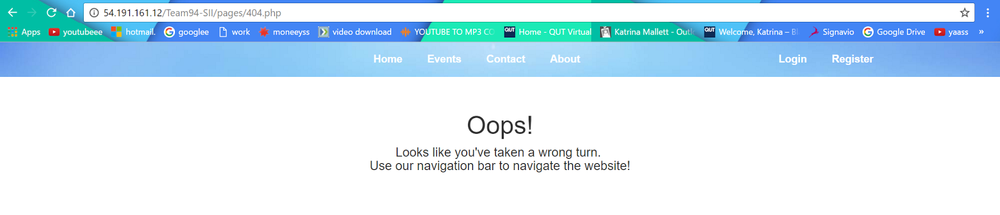 54.191.161.12/Team94-SII/pages/404.php
Apps youtubeee hotmail. googlee work moneeyss video download YOUTUBE TO MP3 CO Home - QUT Virtual Katrina Mallett - Outl Welcome, Katrina – Bl Signavio Google Drive yaass »
Home Events Contact About Login Register
Oops!
Looks like you've taken a wrong turn.
Use our navigation bar to navigate the website!